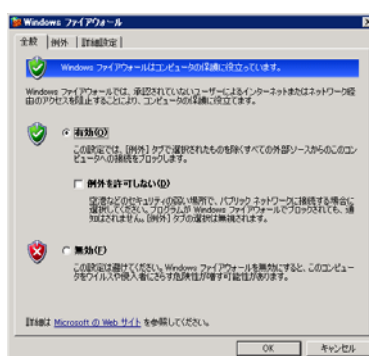 Windows ファイアウォール
全般 例外 詳細設定
Windows ファイアウォールはコンピュータの保護に役立っています。
Windows ファイアウォールでは、承認されていないユーザーによるインターネットまたはネットワーク経
由のアクセスを阻止することにより、コンピュータの保護に役立てます。
有効(O)
この設定では、[例外] タブで選択されたものを除くすべての外部ソースからのこのコン
ピュータへの接続をブロックします。
例外を許可しない(D)
空港などのセキュリティの弱い場所で、パブリック ネットワークに接続する場合に
選択してください。プログラムが Windows ファイアウォールでブロックされても、通
知はされません。[例外] タブの選択は無視されます。
無効(F)
この設定は避けてください。Windows ファイアウォールを無効にすると、このコンピュー
タをウイルスや侵入者にさらす危険性が増す可能性があります。
詳細は Microsoft の Web サイト を参照してください。
OK キャンセル